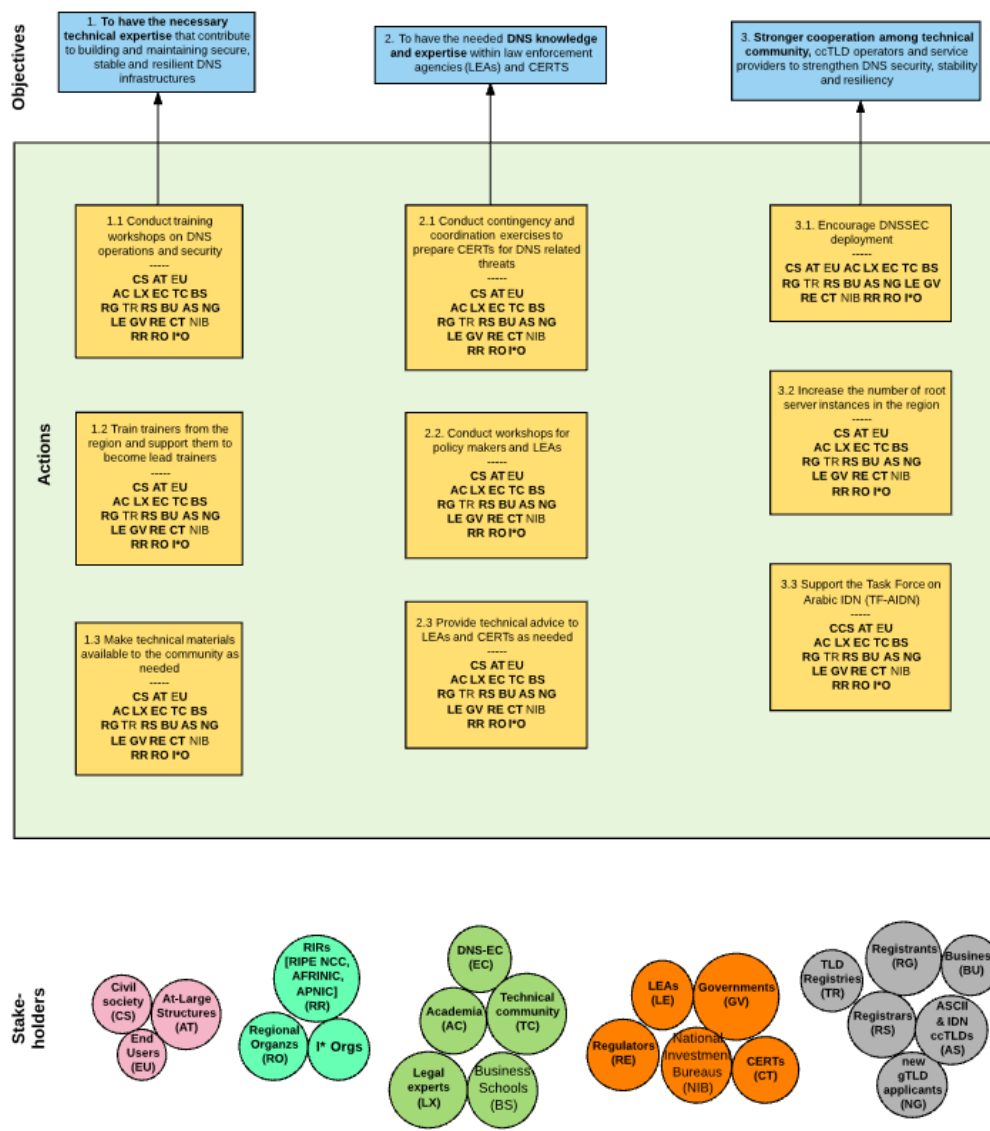 Objectives
1. To have the necessary
technical expertise that contribute
to building and maintaining secure,
stable and resilient DNS
infrastructures
2. To have the needed DNS knowledge
and expertise within law enforcement
agencies (LEAs) and CERTS
3. Stronger cooperation among technical
community, ccTLD operators and service
providers to strengthen DNS security, stability
and resiliency
Actions
1.1 Conduct training
workshops on DNS
operations and security
-----
CS AT EU
AC LX EC TC BS
RG TR RS BU AS NG
LE GV RE CT NIB
RR RO I*O
1.2 Train trainers from the
region and support them to
become lead trainers
-----
CS AT EU
AC LX EC TC BS
RG TR RS BU AS NG
LE GV RE CT NIB
RR RO I*O
1.3 Make technical materials
available to the community as
needed
-----
CS AT EU
AC LX EC TC BS
RG TR RS BU AS NG
LE GV RE CT NIB
RR RO I*O
2.1 Conduct contingency and
coordination exercises to
prepare CERTs for DNS related
threats
-----
CS AT EU
AC LX EC TC BS
RG TR RS BU AS NG
LE GV RE CT NIB
RR RO I*O
2.2. Conduct workshops for
policy makers and LEAs
-----
CS AT EU
AC LX EC TC BS
RG TR RS BU AS NG
LE GV RE CT NIB
RR RO I*O
2.3 Provide technical advice to
LEAs and CERTs as needed
-----
CS AT EU
AC LX EC TC BS
RG TR RS BU AS NG
LE GV RE CT NIB
RR RO I*O
3.1. Encourage DNSSEC
deployment
-----
CS AT EU AC LX EC TC BS
RG TR RS BU AS NG LE GV
RE CT NIB RR RO I*O
3.2 Increase the number of root
server instances in the region
-----
CS AT EU
AC LX EC TC BS
RG TR RS BU AS NG
LE GV RE CT NIB
RR RO I*O
3.3 Support the Task Force on
Arabic IDN (TF-AIDN)
-----
CCS AT EU
AC LX EC TC BS
RG TR RS BU AS NG
LE GV RE CT NIB
RR RO I*O
Stake-
holders
Civil
society
(CS)
At-Large
Structures
(AT)
End
Users
(EU)
RIRs
[RIPE NCC,
AFRINIC,
APNIC]
(RR)
Regional
Organzs
(RO)
I* Orgs
DNS-EC
(EC)
Academia
(AC)
Technical
community
(TC)
Legal
experts
(LX)
Business
Schools
(BS)
LEAs
(LE)
Governments
(GV)
Regulators
(RE)
National
Investmen
Bureaus
(NIB)
CERTs
(CT)
TLD
Registries
(TR)
Registrants
(RG)
Busines
(BU)
Registrars
(RS)
ASCII
& IDN
ccTLDs
(AS)
new
gTLD
applicants
(NG)